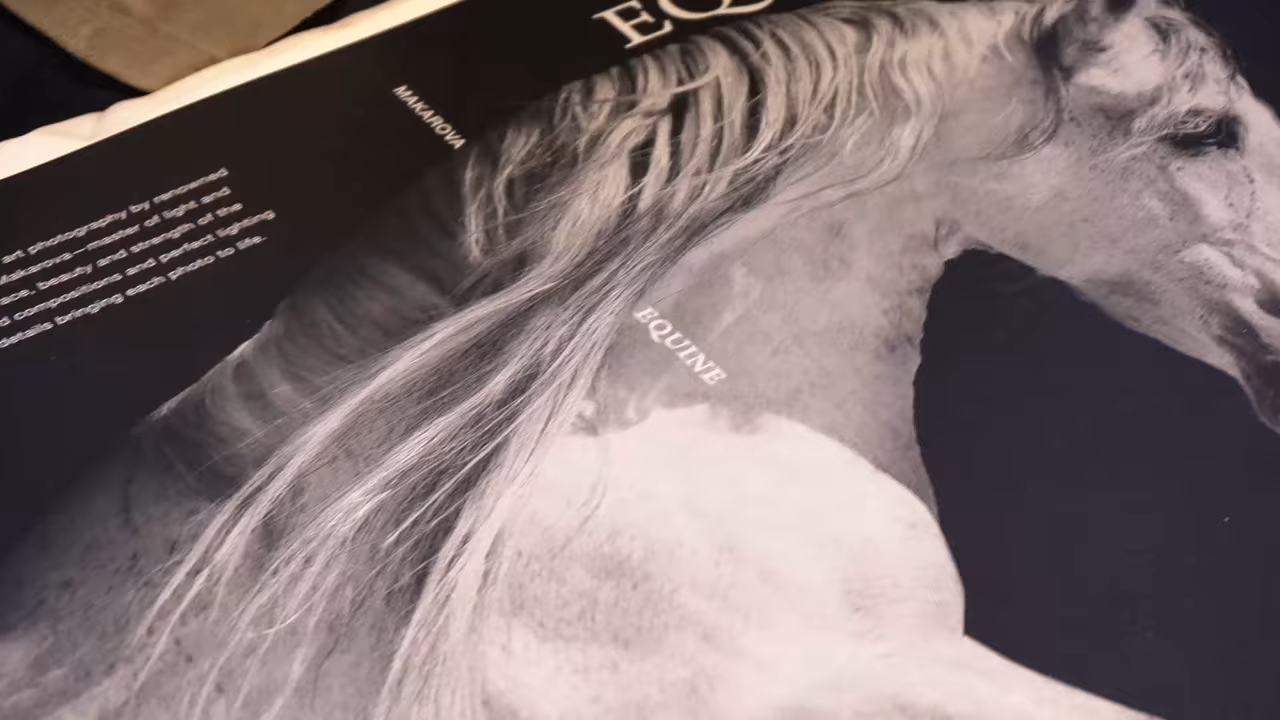 EQ
MAKAROVA
art photography by renowned
Makarova—master of light and
ace, beauty and strength of the
d compositions and perfect lighting
details bringing each photo to life.
EQUINE